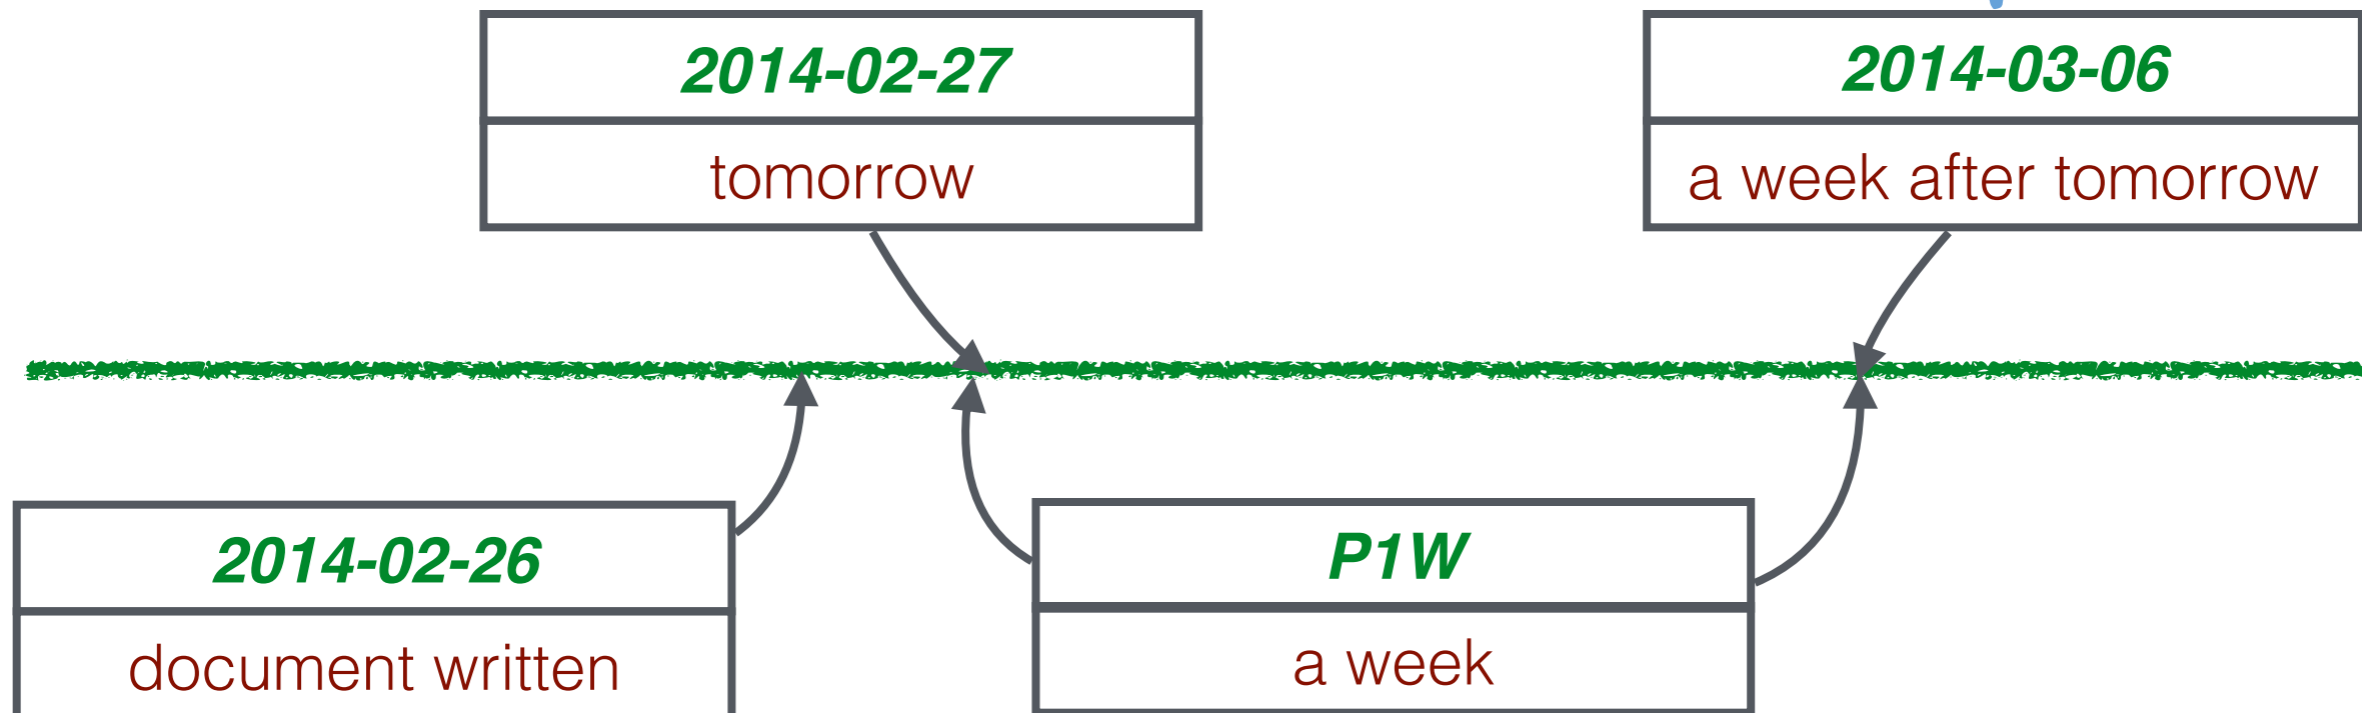 2014-02-27
tomorrow
2014-03-06
a week after tomorrow
2014-02-26
document written
P1W
a week